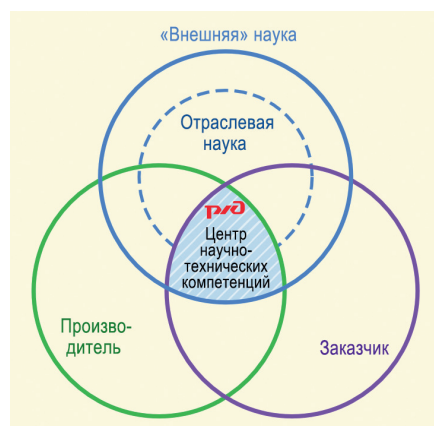 «Внешняя» наука
Отраслевая
наука
РЖД
Центр
научно-
технических
компетенций
Произво-
дитель
Заказчик